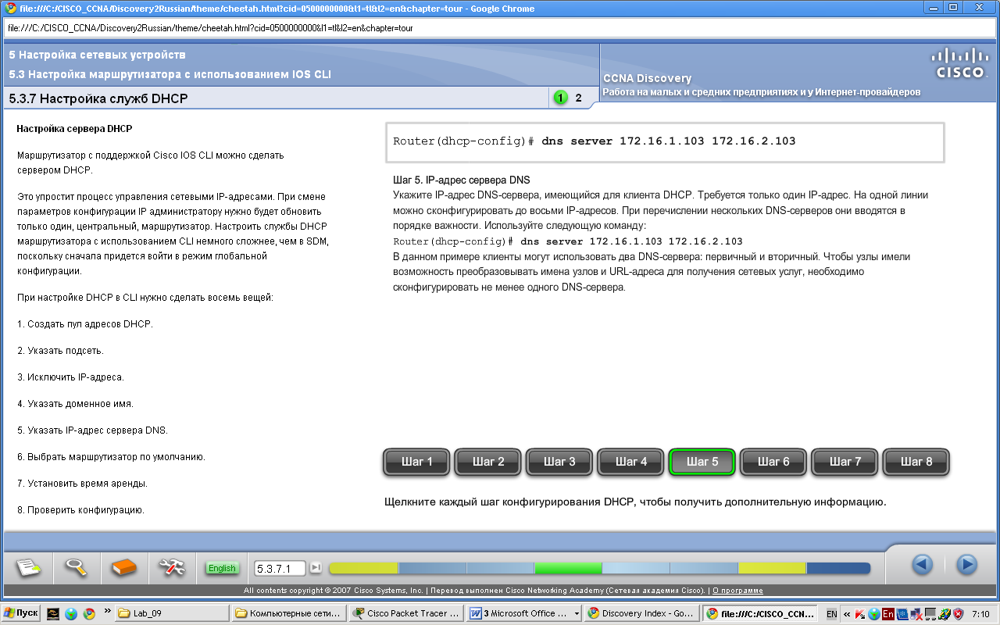 file:///C:/CISCO_CCNA/Discovery2Russian/theme/cheetah.html?cid=0500000000&l1=tl&l2=en&chapter=tour - Google Chrome
file:///C:/CISCO_CCNA/Discovery2Russian/theme/cheetah.html?cid=0500000000&l1=tl&l2=en&chapter=tour
5 Настройка сетевых устройств
5.3 Настройка маршрутизатора с использованием IOS CLI
CISCO
CCNA Discovery
Работа на малых и средних предприятиях и у Интернет-провайдеров
5.3.7 Настройка служб DHCP
1 2
Настройка сервера DHCP
Маршрутизатор с поддержкой Cisco IOS CLI можно сделать
сервером DHCP.
Это упростит процесс управления сетевыми IP-адресами. При смене
параметров конфигурации IP администратору нужно будет обновить
только один, центральный, маршрутизатор. Настроить службы DHCP
маршрутизатора с использованием CLI немного сложнее, чем в SDM,
поскольку сначала придется войти в режим глобальной
конфигурации.
При настройке DHCP в CLI нужно сделать восемь вещей:
1. Создать пул адресов DHCP.
2. Указать подсеть.
3. Исключить IP-адреса.
4. Указать доменное имя.
5. Указать IP-адрес сервера DNS.
6. Выбрать маршрутизатор по умолчанию.
7. Установить время аренды.
8. Проверить конфигурацию.
Router(dhcp-config)# dns server 172.16.1.103 172.16.2.103
Шаг 5. IP-адрес сервера DNS
Укажите IP-адрес DNS-сервера, имеющийся для клиента DHCP. Требуется только один IP-адрес. На одной линии
можно сконфигурировать до восьми IP-адресов. При перечислении нескольких DNS-серверов они вводятся в
порядке важности. Используйте следующую команду:
Router(dhcp-config)# dns server 172.16.1.103 172.16.2.103
В данном примере клиенты могут использовать два DNS-сервера: первичный и вторичный. Чтобы узлы имели
возможность преобразовывать имена узлов и URL-адреса для получения сетевых услуг, необходимо
сконфигурировать не менее одного DNS-сервера.
Шаг 1 Шаг 2 Шаг 3 Шаг 4 Шаг 5 Шаг 6 Шаг 7 Шаг 8
Щелкните каждый шаг конфигурирования DHCP, чтобы получить дополнительную информацию.
English 5.3.7.1
All contents copyright © 2007 Cisco Systems, Inc. | Перевод выполнен Cisco Networking Academy (Сетевая академия Cisco). | О программе
Пуск » Lab_09 Компьютерные сети... Cisco Packet Tracer ... 3 Microsoft Office ... Discovery Index - Go... file:///C:/CISCO_CCN... EN « En 7:10